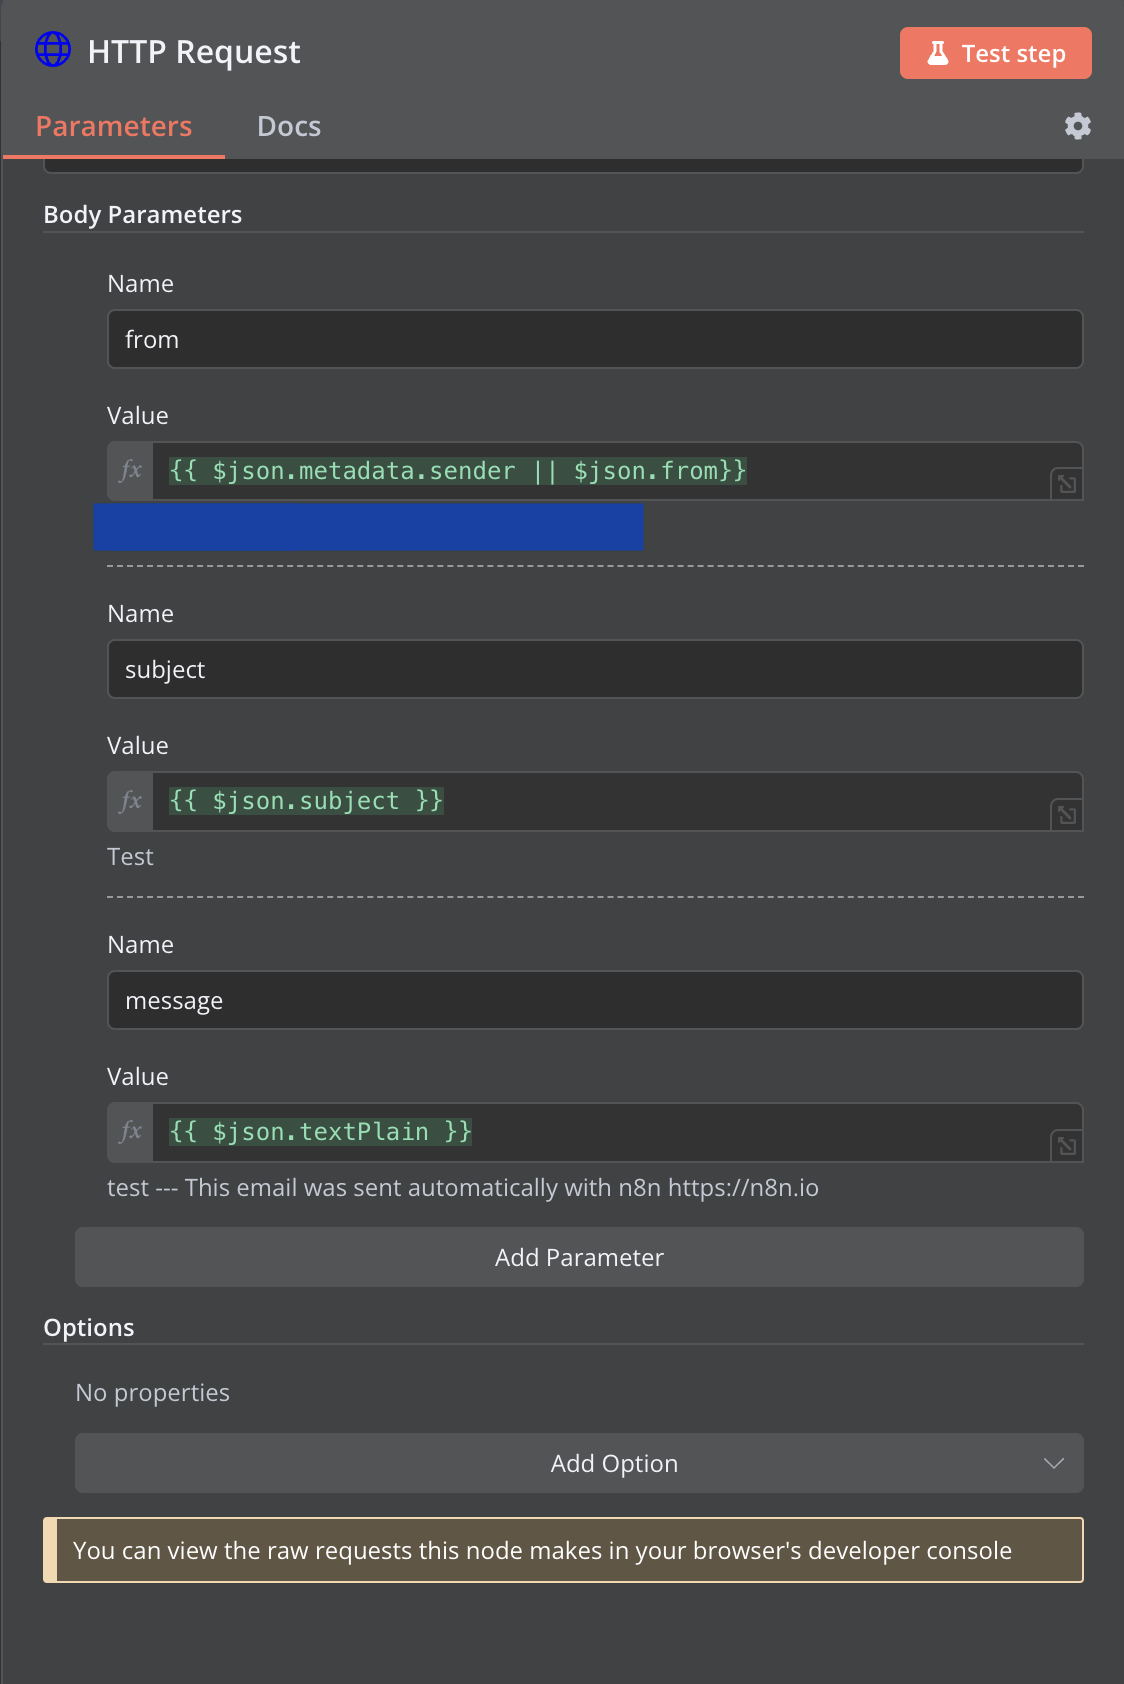 HTTP Request
Test step
Parameters
Docs
Body Parameters
Name
from
Value
fx
{{ $json.metadata.sender || $json.from}}
Name
subject
Value
fx
{{ $json.subject }}
Test
Name
message
Value
fx
{{ $json.textPlain }}
test --- This email was sent automatically with n8n https://n8n.io
Add Parameter
Options
No properties
Add Option
You can view the raw requests this node makes in your browser's developer console